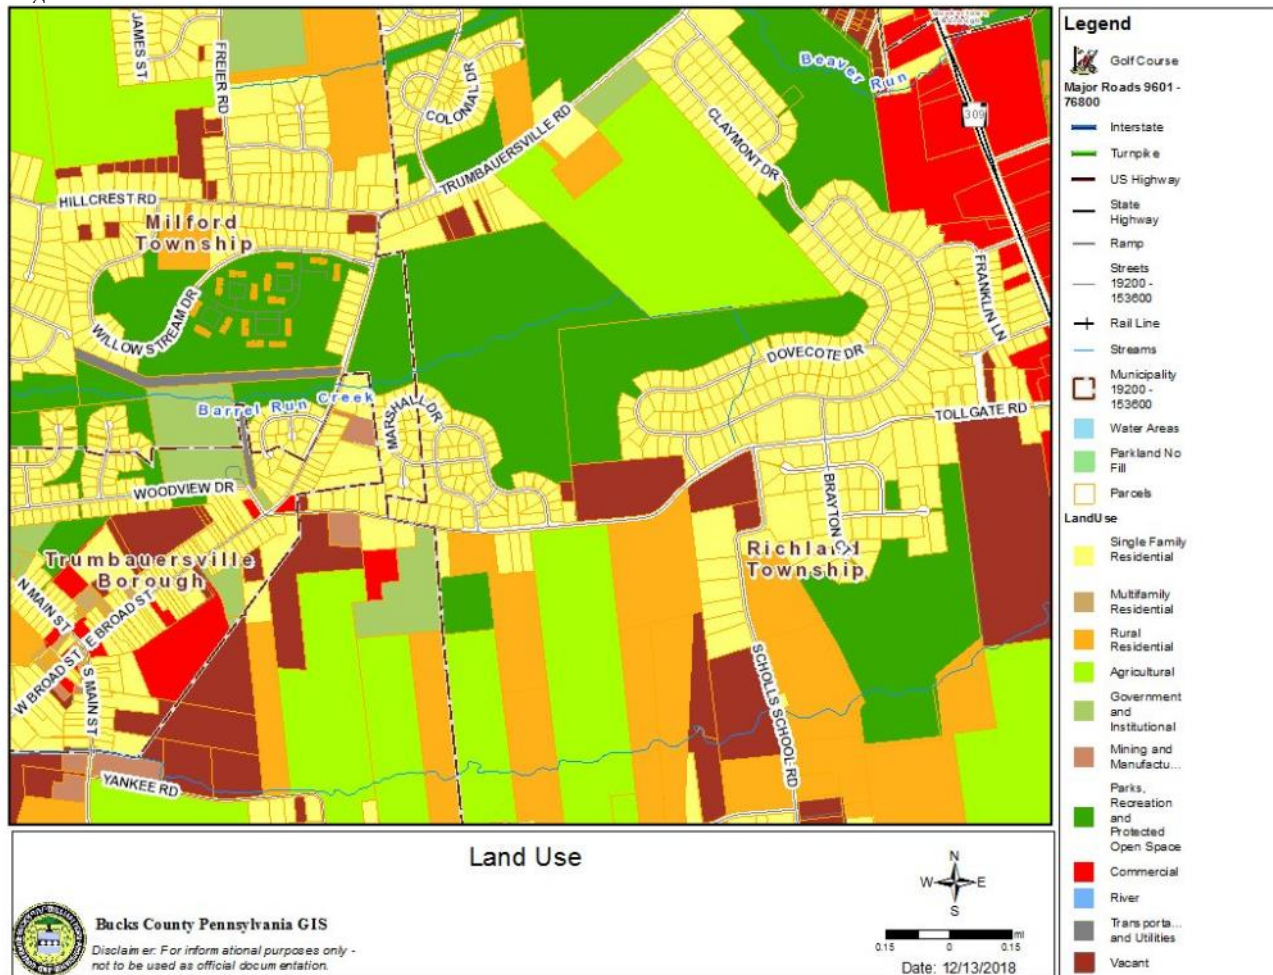 JAMES ST
FREIER RD
COLONIAL DR
TRUMBAUERSVILLE RD
CLAYMONT DR
Beaver Run
309
HILLCREST RD
Milford
Township
WILLOW STREAM DR
FRANKLIN LN
DOVECOTE DR
Barrel Run Creek
MARSHALL DR
TOLLGATE RD
WOODVIEW DR
BRAYTON CT
Trumbauersville
Borough
Richland
Township
N MAIN ST
E BROAD ST
W BROAD ST
S MAIN ST
SCHOLLS SCHOOL RD
YANKEE RD
Legend
Golf Course
Major Roads 9601 -
76800
Interstate
Turnpike
US Highway
State
Highway
Ramp
Streets
19200 -
153600
Rail Line
Streams
Municipality
19200 -
153600
Water Areas
Parkland No
Fill
Parcels
LandUse
Single Family
Residential
Multifamily
Residential
Rural
Residential
Agricultural
Government
and
Institutional
Mining and
Manufactu...
Parks,
Recreation
and
Protected
Open Space
Commercial
River
Transporta...
and Utilities
Vacant
Land Use
N
W E
S
Bucks County Pennsylvania GIS
Disclaimer: For informational purposes only -
not to be used as official documentation.
0.15 0 0.15 mi
Date: 12/13/2018